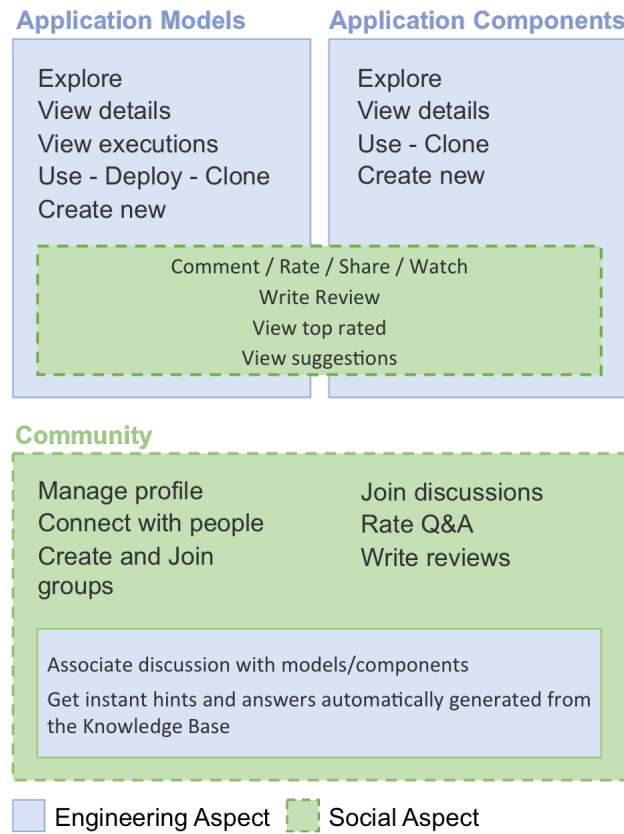 Application Models
Explore
View details
View executions
Use - Deploy - Clone
Create new
Application Components
Explore
View details
Use - Clone
Create new
Comment / Rate / Share / Watch
Write Review
View top rated
View suggestions
Community
Manage profile
Connect with people
Create and Join
groups
Join discussions
Rate Q&A
Write reviews
Associate discussion with models/components
Get instant hints and answers automatically generated from
the Knowledge Base
Engineering Aspect
Social Aspect